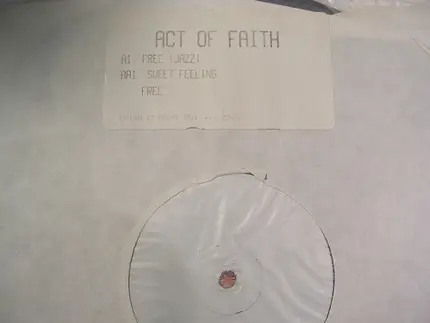 ACT OF FAITH
A1 FREE (JAZZ)
AA1 SWEET FEELING
FREE